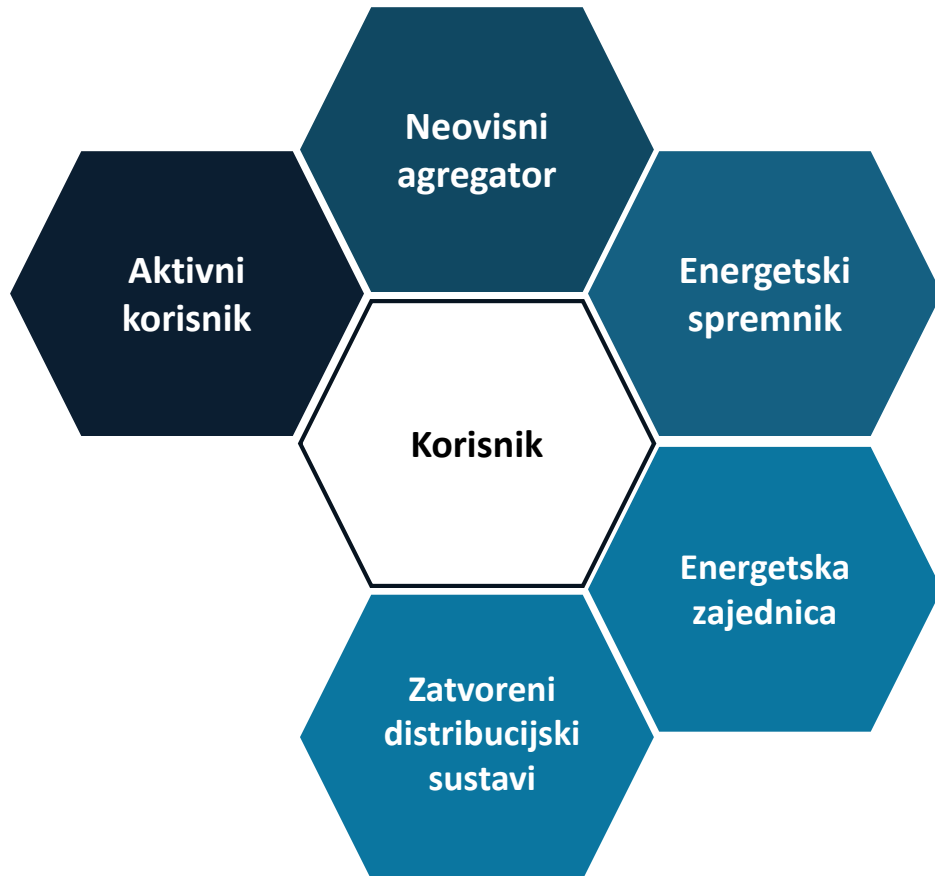 Neovisni
agregator
Aktivni
korisnik
Energetski
spremnik
Korisnik
Energetska
zajednica
Zatvoreni
distribucijski
sustavi